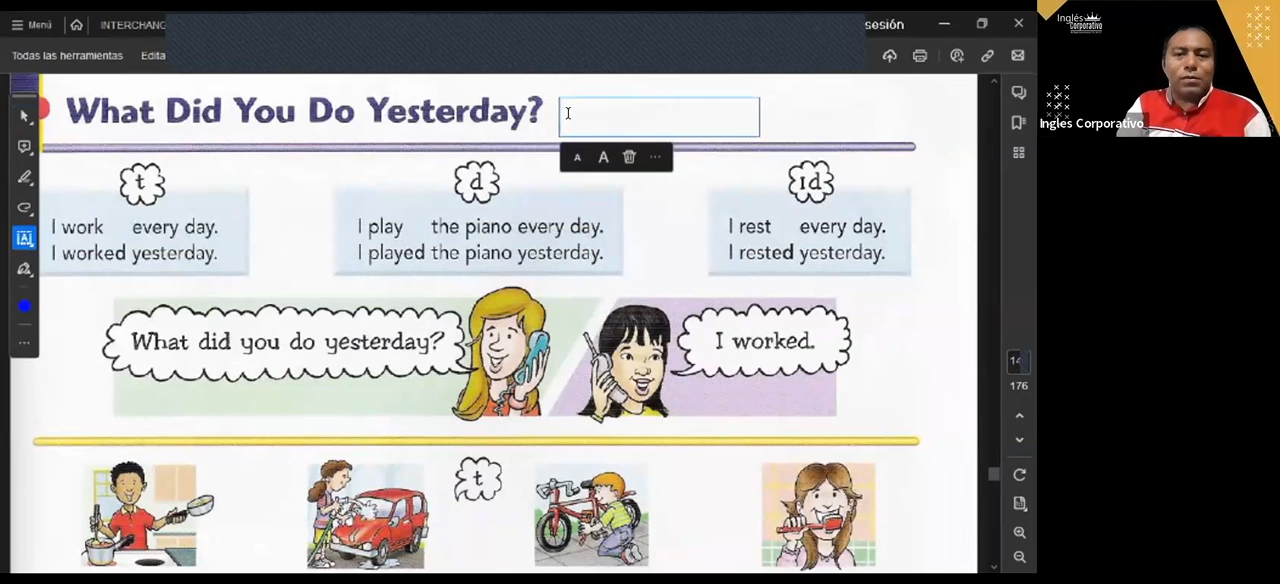 Menú
INTERCHANG
sesión
Todas las herramientas
Edita
What Did You Do Yesterday?
A A
t
d
ɪd
I work every day.
I worked yesterday.
I play the piano every day.
I played the piano yesterday.
I rest every day.
I rested yesterday.
What did you do yesterday?
I worked.
t
14
176
Inglés
Corporativo
Ingles Corporativo